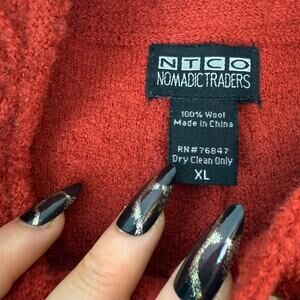 NTCO
NOMADICTRADERS
100% Wool
Made in China
RN#76847
Dry Clean Only
XL